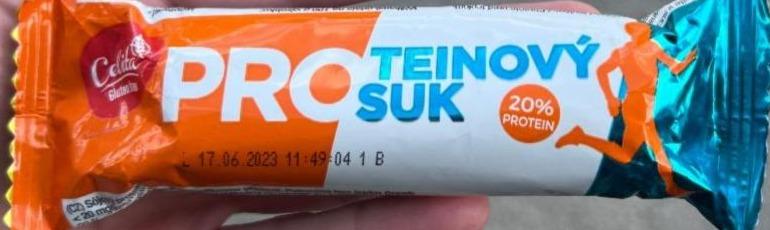 Celita
Gluten free
PROTEINOVÝ
SUK
20%
PROTEIN
L 17.06.2023 11:49:04 1 B